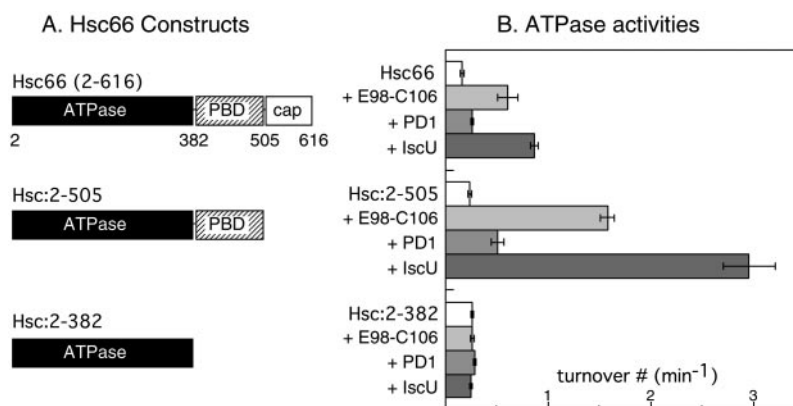 A. Hsc66 Constructs
Hsc66 (2-616)
ATPase PBD cap
2 382 505 616
Hsc:2-505
ATPase PBD
Hsc:2-382
ATPase
B. ATPase activities
Hsc66
+ E98-C106
+ PD1
+ IscU
Hsc:2-505
+ E98-C106
+ PD1
+ IscU
Hsc:2-382
+ E98-C106
+ PD1
+ IscU
turnover # (min-1)
1 2 3